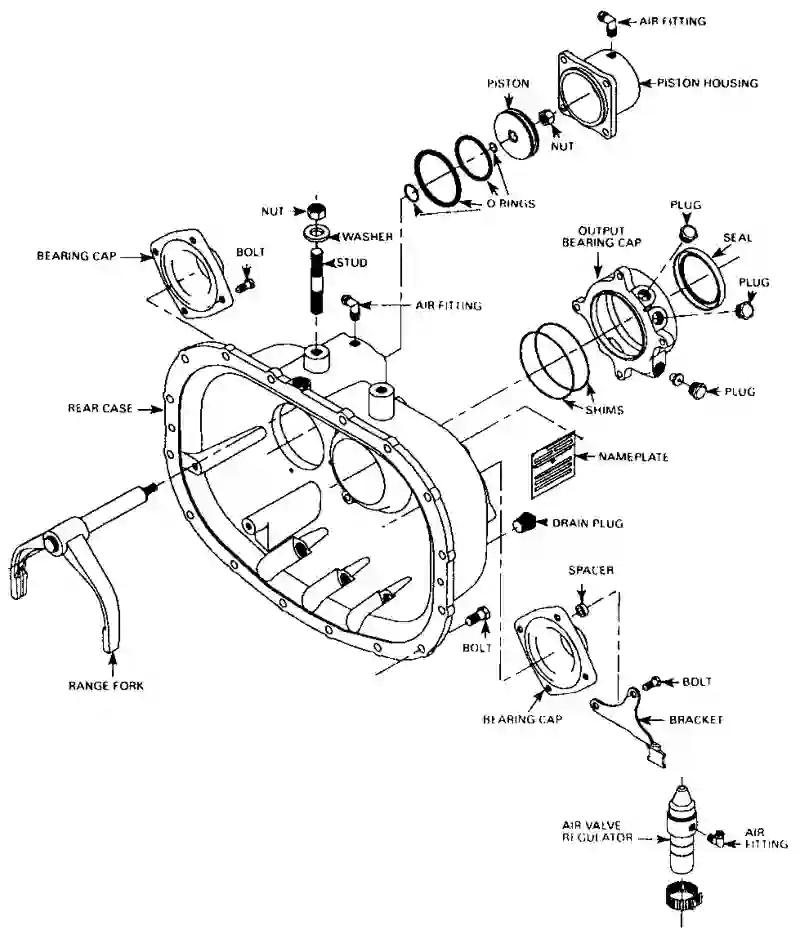 AIR FITTING
PISTON
PISTON HOUSING
NUT
O RINGS
NUT
WASHER
STUD
BEARING CAP
BOLT
AIR FITTING
OUTPUT
BEARING CAP
PLUG
SEAL
PLUG
PLUG
SHIMS
REAR CASE
NAMEPLATE
DRAIN PLUG
SPACER
BOLT
RANGE FORK
BEARING CAP
BOLT
BRACKET
AIR VALVE
REGULATOR
AIR
FITTING